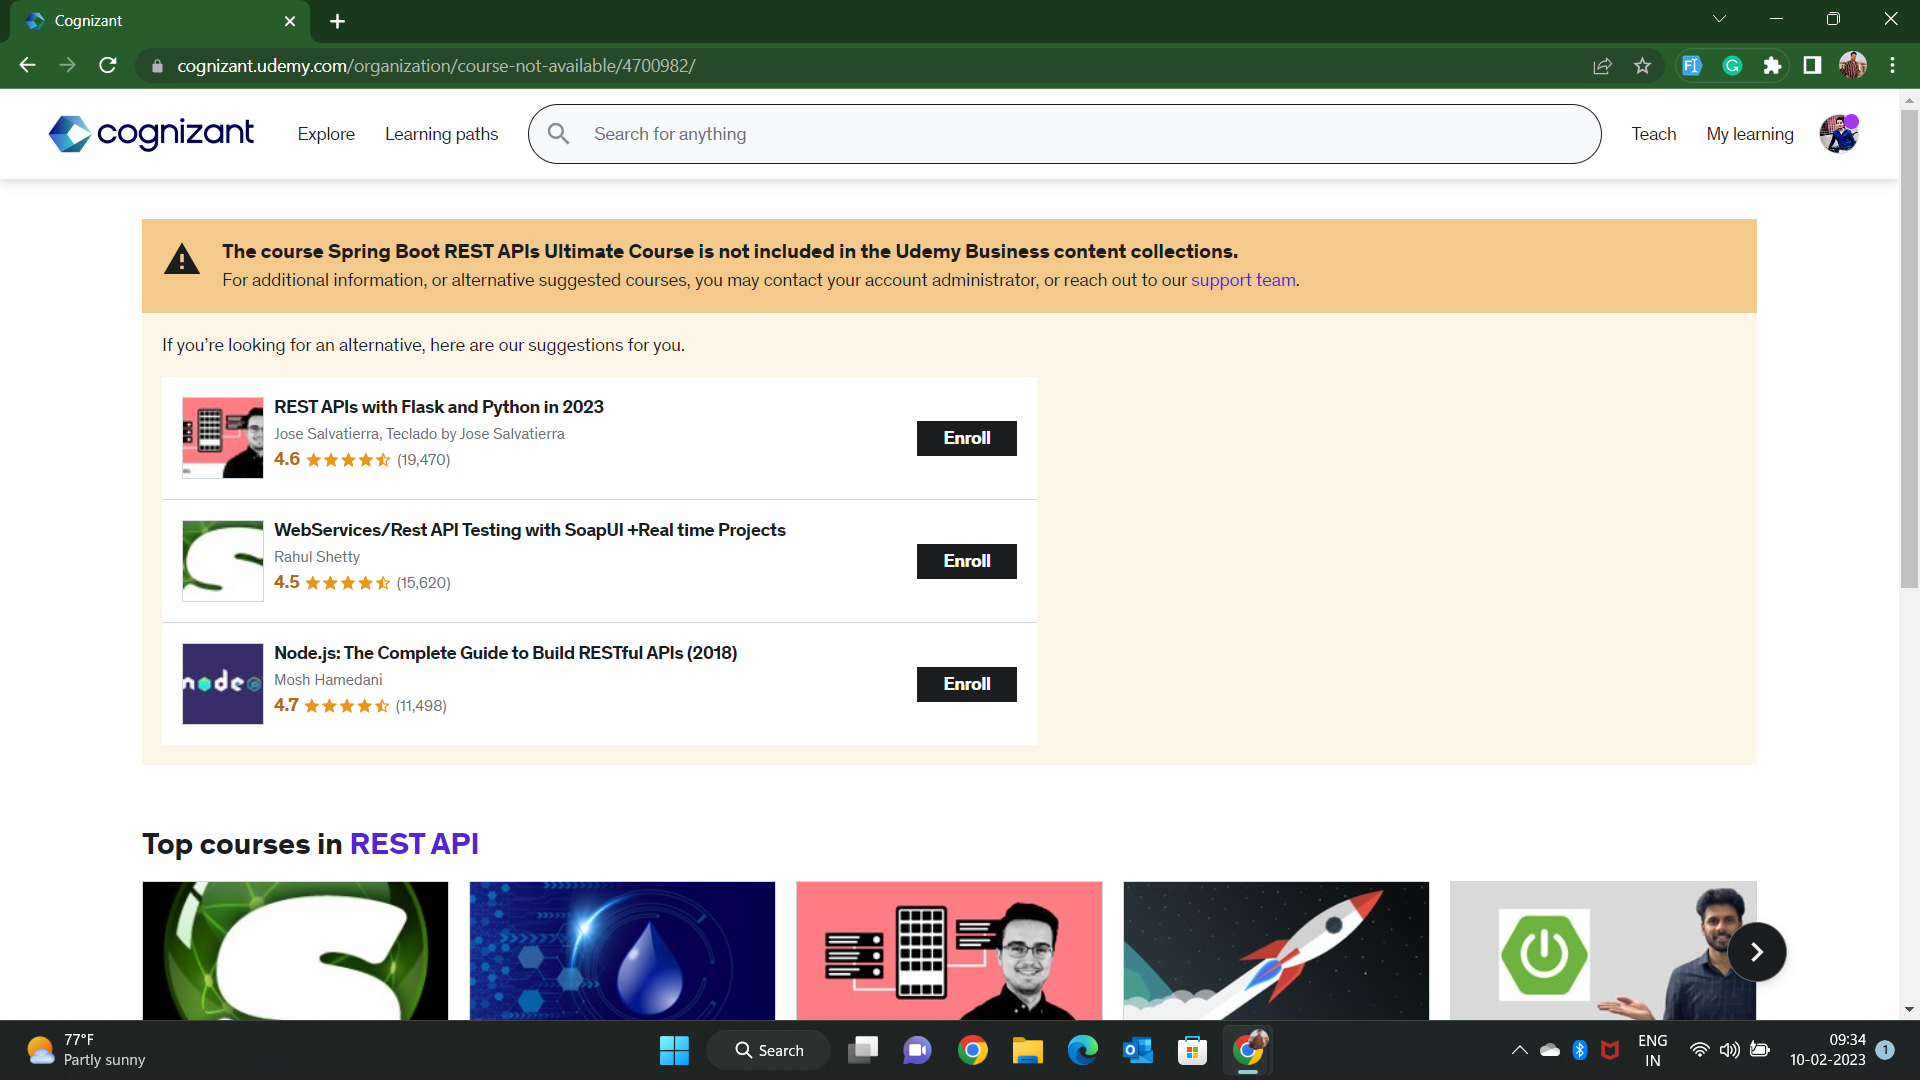 Cognizant
cognizant.udemy.com/organization/course-not-available/4700982/
cognizant
Explore
Learning paths
Search for anything
Teach
My learning
The course Spring Boot REST APIs Ultimate Course is not included in the Udemy Business content collections.
For additional information, or alternative suggested courses, you may contact your account administrator, or reach out to our support team.
If you're looking for an alternative, here are our suggestions for you.
REST APIs with Flask and Python in 2023
Jose Salvatierra, Teclado by Jose Salvatierra
4.6 (19,470)
Enroll
WebServices/Rest API Testing with SoapUI +Real time Projects
Rahul Shetty
4.5 (15,620)
Enroll
node
Node.js: The Complete Guide to Build RESTful APIs (2018)
Mosh Hamedani
4.7 (11,498)
Enroll
Top courses in REST API
77°F
Partly sunny
Search
ENG
IN
09:34
10-02-2023
1